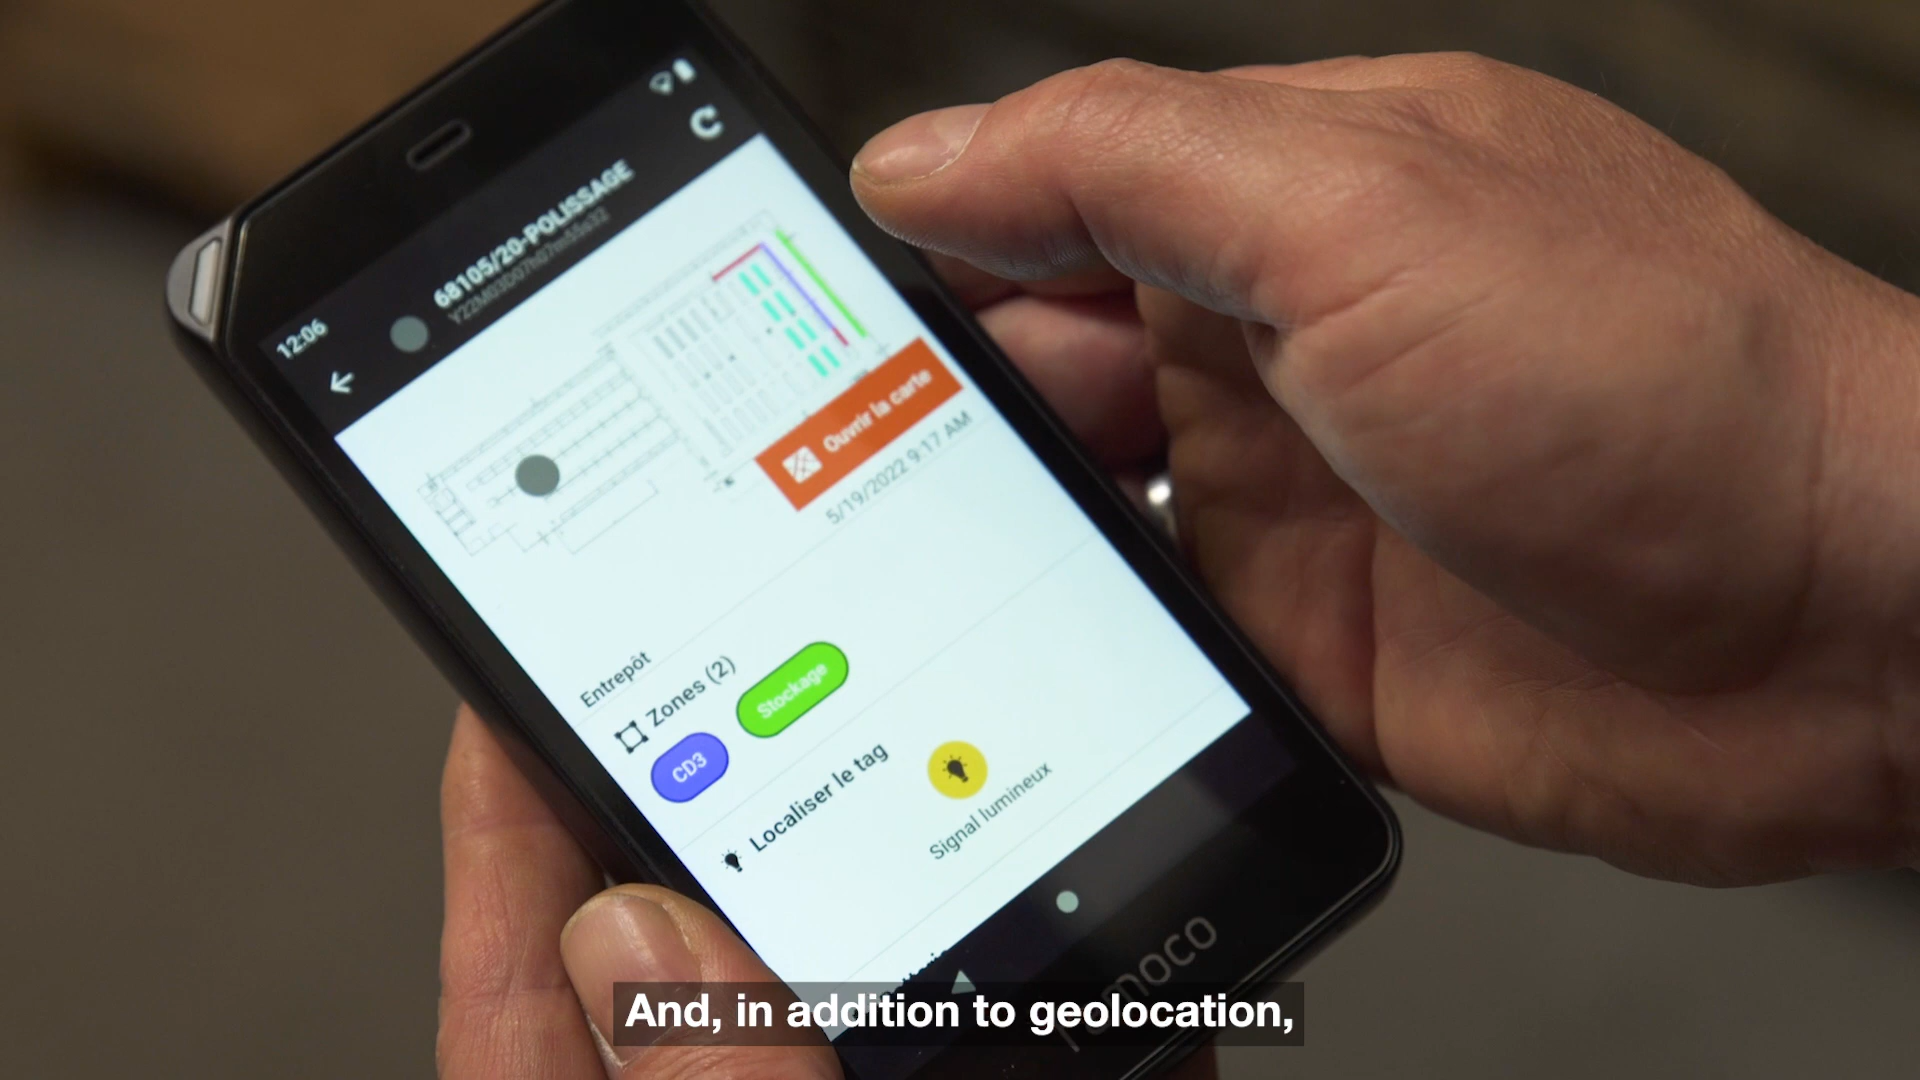 12:06
68105/20-POLISSAGE
Ouvrir la carte
5/19/2022 9:17 AM
Entrepôt
Zones (2)
CD3
Stockage
Localiser le tag
Signal lumineux
And, in addition to geolocation,